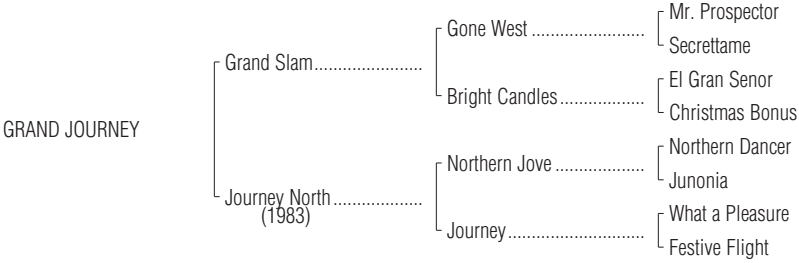 Mr. Prospector
Gone West ........................
Secrettame
Grand Slam.......................
El Gran Senor
Bright Candles..................
Christmas Bonus
GRAND JOURNEY
Northern Dancer
Northern Jove ...................
Junonia
Journey North...................
(1983)
What a Pleasure
Journey.............................
Festive Flight